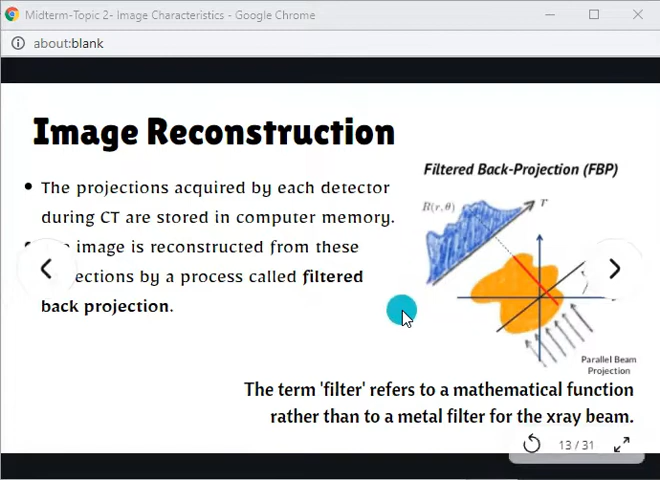 Midterm-Topic 2- Image Characteristics - Google Chrome
about:blank
Image Reconstruction
• The projections acquired by each detector
during CT are stored in computer memory.
image is reconstructed from these
ections by a process called filtered
back projection.
Filtered Back-Projection (FBP)
R(r,θ)
r
Parallel Beam
Projection
The term 'filter' refers to a mathematical function
rather than to a metal filter for the xray beam.
13 / 31